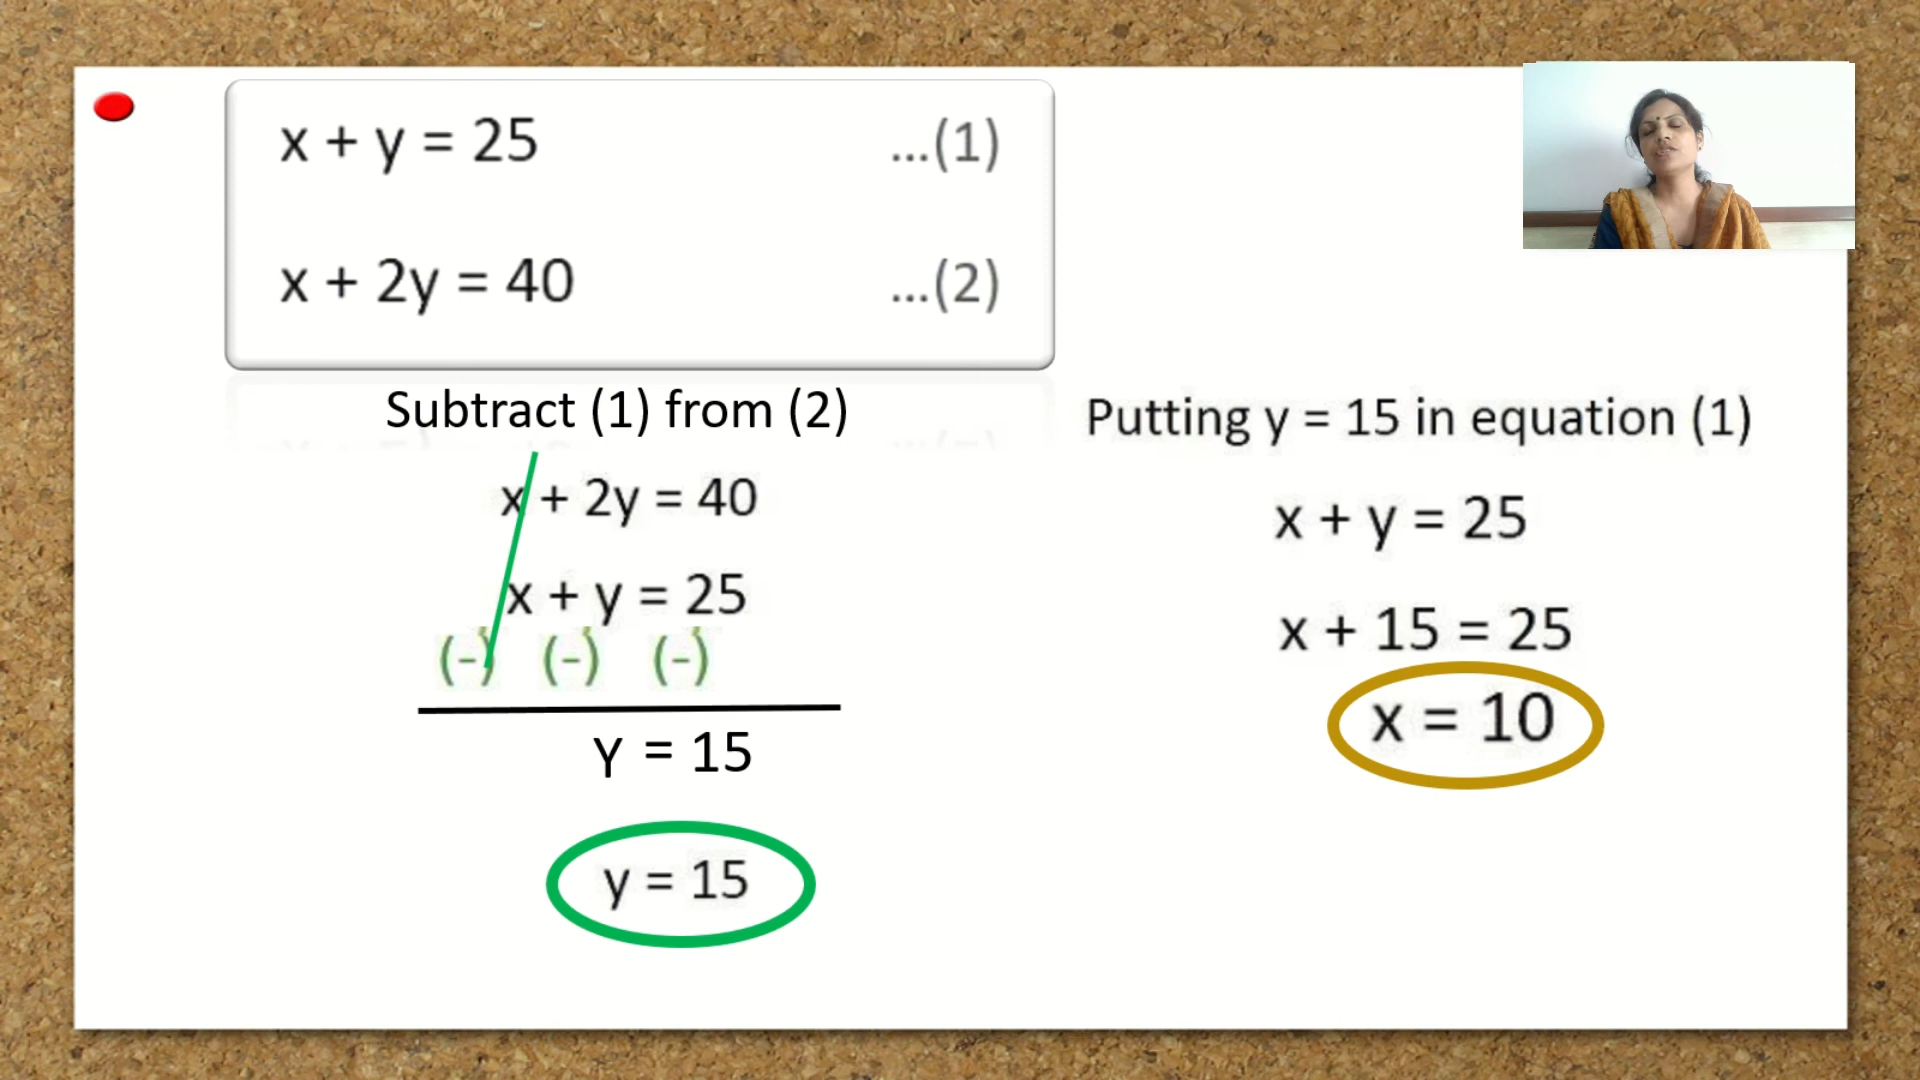 x + y = 25 ...(1)
x + 2y = 40 ...(2)
Subtract (1) from (2)
x + 2y = 40
x + y = 25
(-) (-) (-)
Y = 15
y = 15
Putting y = 15 in equation (1)
x + y = 25
x + 15 = 25
x = 10